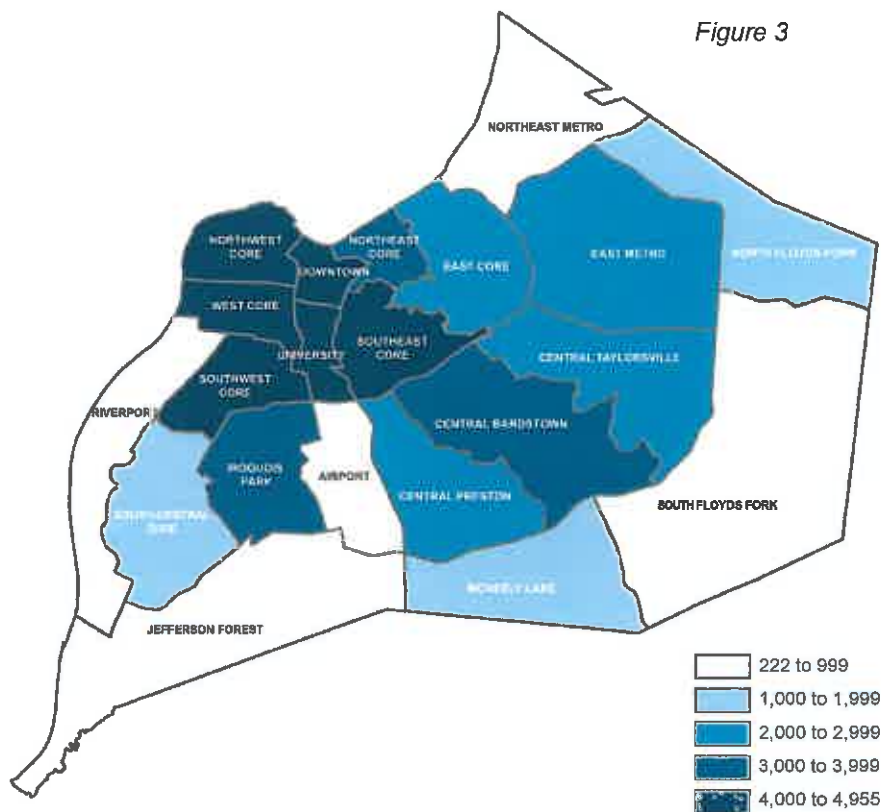 Figure 3
NORTHEAST METRO
NORTHWEST
CORE
NORTHEAST
CORE
DOWNTOWN
EAST CORE
EAST METRO
NORTH FLOYDS FORK
WEST CORE
SOUTHEAST
CORE
UNIVERSITY
CENTRAL TAYLORSVILLE
SOUTHWEST
CORE
RIVERPORT
CENTRAL BARDSTOWN
IROQUOIS
PARK
AIRPORT
CENTRAL PRESTON
SOUTH FLOYDS FORK
SOUTH CENTRAL
DIXIE
MCNEELY LAKE
JEFFERSON FOREST
222 to 999
1,000 to 1,999
2,000 to 2,999
3,000 to 3,999
4,000 to 4,955